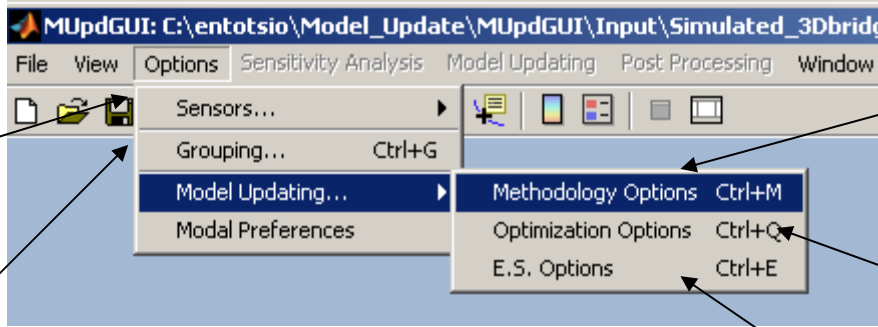 MUpdGUI: C:\entotsio\Model_Update\MUpdGUI\Input\Simulated_3Dbridg
File View Options Sensitivity Analysis Model Updating Post Processing Window
Sensors...
Grouping... Ctrl+G
Model Updating... Methodology Options Ctrl+M
Modal Preferences Optimization Options Ctrl+Q
E.S. Options Ctrl+E